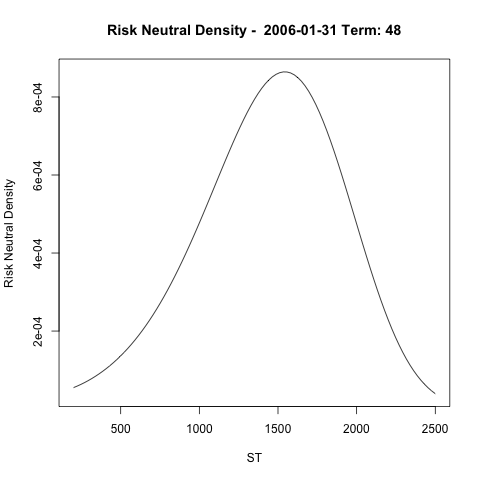 Risk Neutral Density -  2006-01-31 Term: 48
Risk Neutral Density
8e-04
6e-04
4e-04
2e-04
500 1000 1500 2000 2500
ST